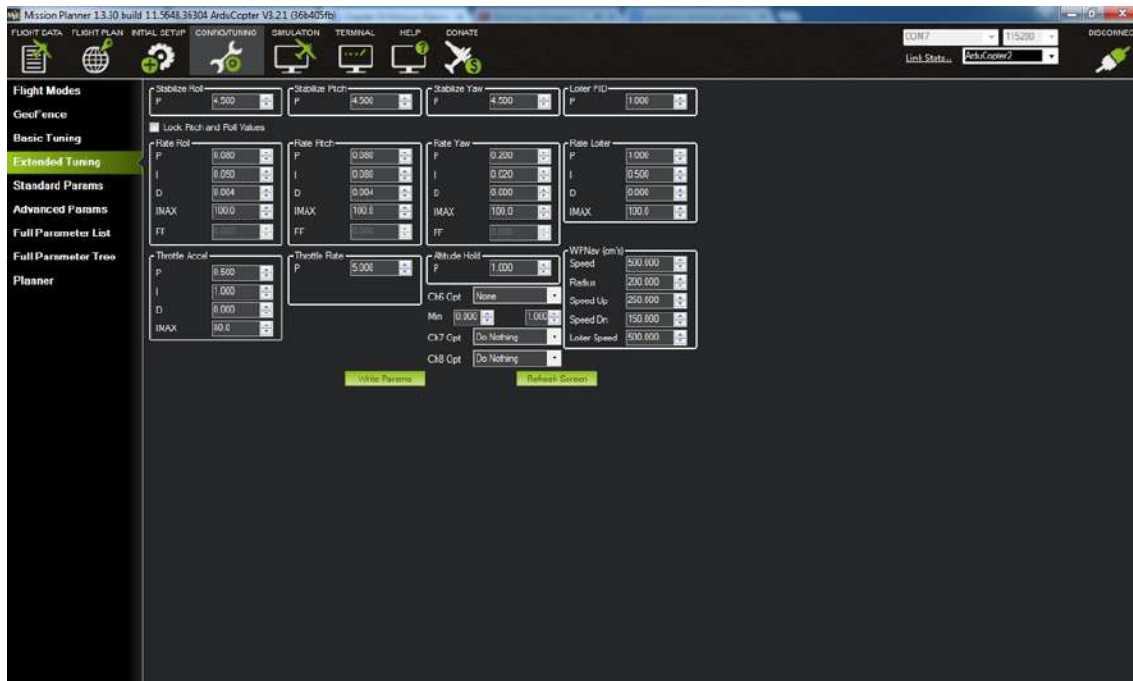 Mission Planner 1.3.30 build 1.1.5648.36304 ArduCopter V3.2.1 (36b405fb)
FLIGHT DATA FLIGHT PLAN INITIAL SETUP CONFIG/TUNING SIMULATION TERMINAL HELP DONATE
COM7 115200 DISCONNEC
Link Stats... ArduCopter2
Flight Modes
GeoFence
Basic Tuning
Extended Tuning
Standard Params
Advanced Params
Full Parameter List
Full Parameter Tree
Planner
Stabilize Roll
P 4.500
Stabilize Pitch
P 4.500
Stabilize Yaw
P 4.500
Loiter PID
P 1.000
Lock Pitch and Roll Values
Rate Roll
P 0.080
I 0.050
D 0.004
IMAX 100.0
FF
Rate Pitch
P 0.080
I 0.080
D 0.004
IMAX 100.0
FF
Rate Yaw
P 0.200
I 0.020
D 0.000
IMAX 100.0
FF
Rate Loiter
P 1.000
I 0.500
D 0.000
IMAX 100.0
Throttle Accel
P 0.500
I 1.000
D 0.000
IMAX 80.0
Throttle Rate
P 5.000
Altitude Hold
P 1.000
Ch6 Opt None
Min 0.000 1.000
Ch7 Opt Do Nothing
Ch8 Opt Do Nothing
WPNav (cm's)
Speed 500.000
Radius 200.000
Speed Up 250.000
Speed Dn 150.000
Loiter Speed 500.000
Write Params
Refresh Screen